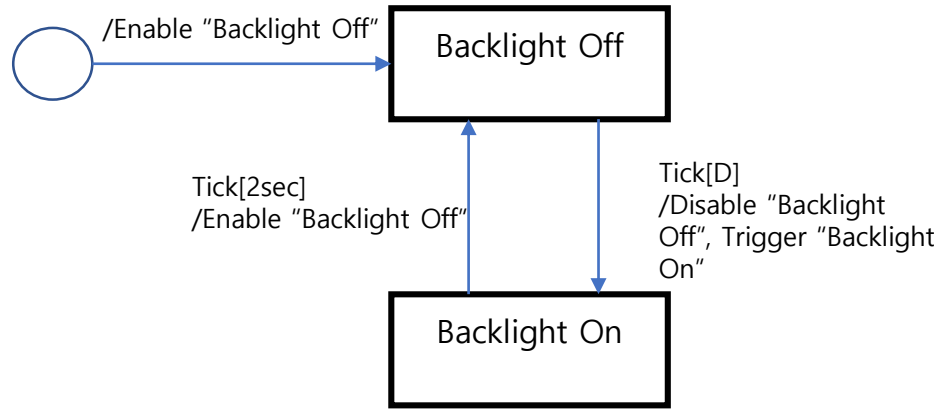 /Enable “Backlight Off”
Backlight Off
Tick[2sec]
/Enable “Backlight Off”
Tick[D]
/Disable “Backlight
Off”, Trigger “Backlight
On”
Backlight On